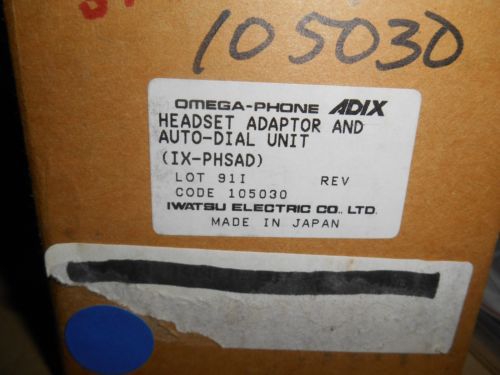 105030
OMEGA-PHONE ADIX
HEADSET ADAPTOR AND
AUTO-DIAL UNIT
(IX-PHSAD)
LOT 91I REV
CODE 105030
IWATSU ELECTRIC CO., LTD.
MADE IN JAPAN